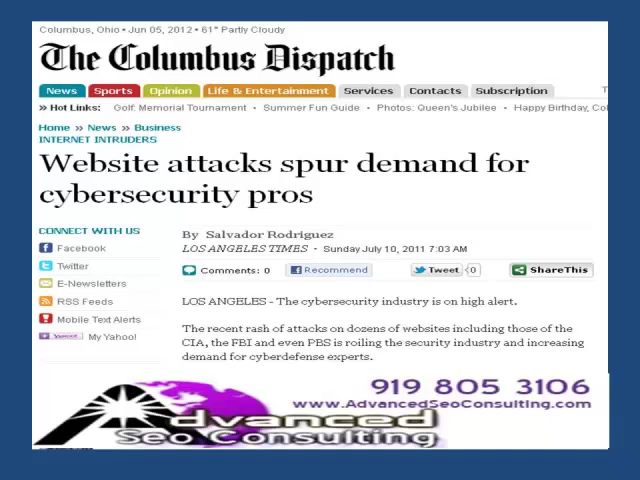 Columbus, Ohio • Jun 05, 2012 • 61° Partly Cloudy
The Columbus Dispatch
News Sports Opinion Life & Entertainment Services Contacts Subscription T
» Hot Links: Golf: Memorial Tournament • Summer Fun Guide • Photos: Queen's Jubilee • Happy Birthday, Col
Home » News » Business
INTERNET INTRUDERS
Website attacks spur demand for
cybersecurity pros
CONNECT WITH US
Facebook
Twitter
E-Newsletters
RSS Feeds
Mobile Text Alerts
My Yahoo!
By Salvador Rodriguez
LOS ANGELES TIMES • Sunday July 10, 2011 7:03 AM
Comments: 0 Recommend Tweet 0 ShareThis
LOS ANGELES - The cybersecurity industry is on high alert.
The recent rash of attacks on dozens of websites including those of the
CIA, the FBI and even PBS is roiling the security industry and increasing
demand for cyberdefense experts.
919 805 3106
www.AdvancedSeoConsulting.com
Advanced
Seo Consulting